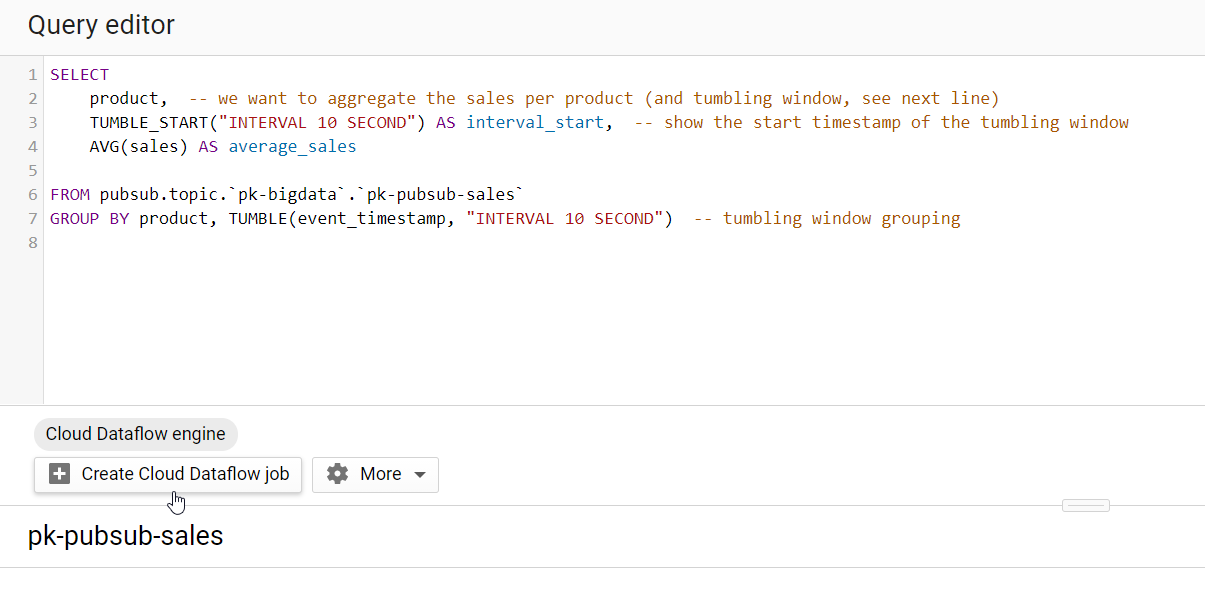 Query editor
1 SELECT
2     product,  -- we want to aggregate the sales per product (and tumbling window, see next line)
3     TUMBLE_START("INTERVAL 10 SECOND") AS interval_start,  -- show the start timestamp of the tumbling window
4     AVG(sales) AS average_sales
5
6 FROM pubsub.topic.`pk-bigdata`.`pk-pubsub-sales`
7 GROUP BY product, TUMBLE(event_timestamp, "INTERVAL 10 SECOND")  -- tumbling window grouping
8
Cloud Dataflow engine
Create Cloud Dataflow job More
pk-pubsub-sales